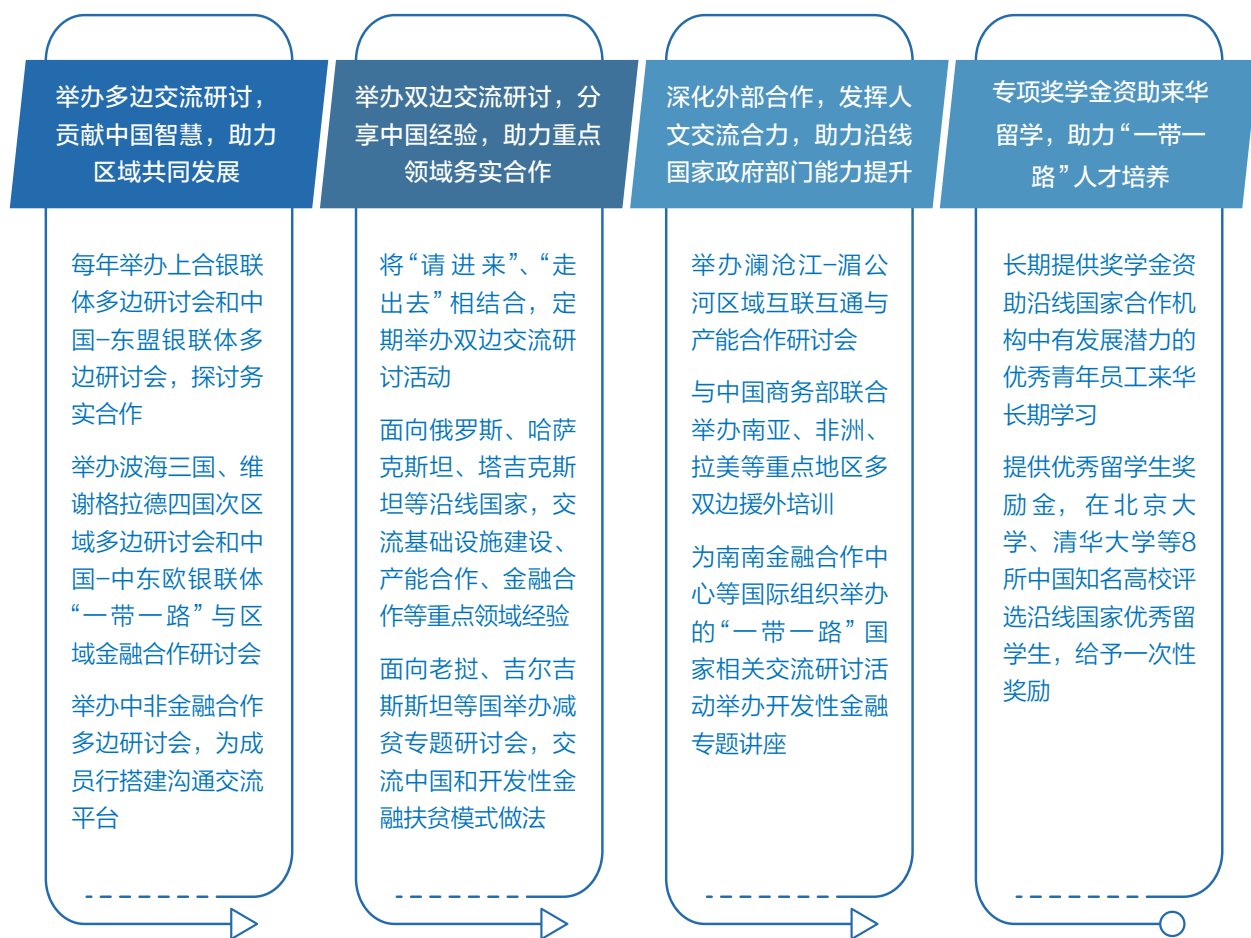 举办多边交流研讨，
贡献中国智慧，助力
区域共同发展
每年举办上合银联
体多边研讨会和中
国–东盟银联体多
边研讨会，探讨务
实合作
举办波海三国、维
谢格拉德四国次区
域多边研讨会和中
国–中东欧银联体
“一带一路”与区
域金融合作研讨会
举办中非金融合作
多边研讨会，为成
员行搭建沟通交流
平台
举办双边交流研讨，分
享中国经验，助力重点
领域务实合作
将“请进来”、“走
出去”相结合，定
期举办双边交流研
讨活动
面向俄罗斯、哈萨
克斯坦、塔吉克斯
坦等沿线国家，交
流基础设施建设、
产能合作、金融合
作等重点领域经验
面向老挝、吉尔吉
斯斯坦等国举办减
贫专题研讨会，交
流中国和开发性金
融扶贫模式做法
深化外部合作，发挥人
文交流合力，助力沿线
国家政府部门能力提升
举办澜沧江–湄公
河区域互联互通与
产能合作研讨会
与中国商务部联合
举办南亚、非洲、
拉美等重点地区多
双边援外培训
为南南金融合作中
心等国际组织举办
的“一带一路”国
家相关交流研讨活
动举办开发性金融
专题讲座
专项奖学金资助来华
留学，助力“一带一
路”人才培养
长期提供奖学金资
助沿线国家合作机
构中有发展潜力的
优秀青年员工来华
长期学习
提供优秀留学生奖
励金，在北京大
学、清华大学等8
所中国知名高校评
选沿线国家优秀留
学生，给予一次性
奖励